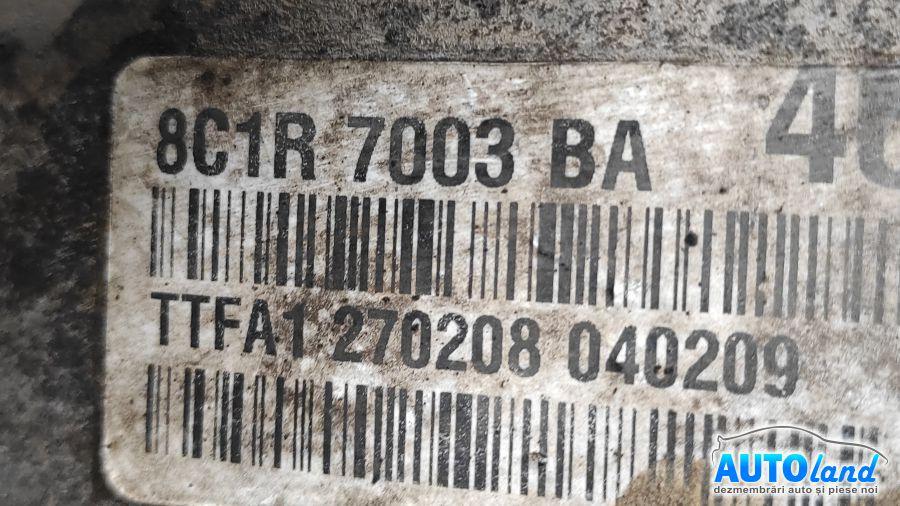 8C1R 7003 BA
TTFA1 270208 040209
AUTOland
dezmembrări auto și piese noi